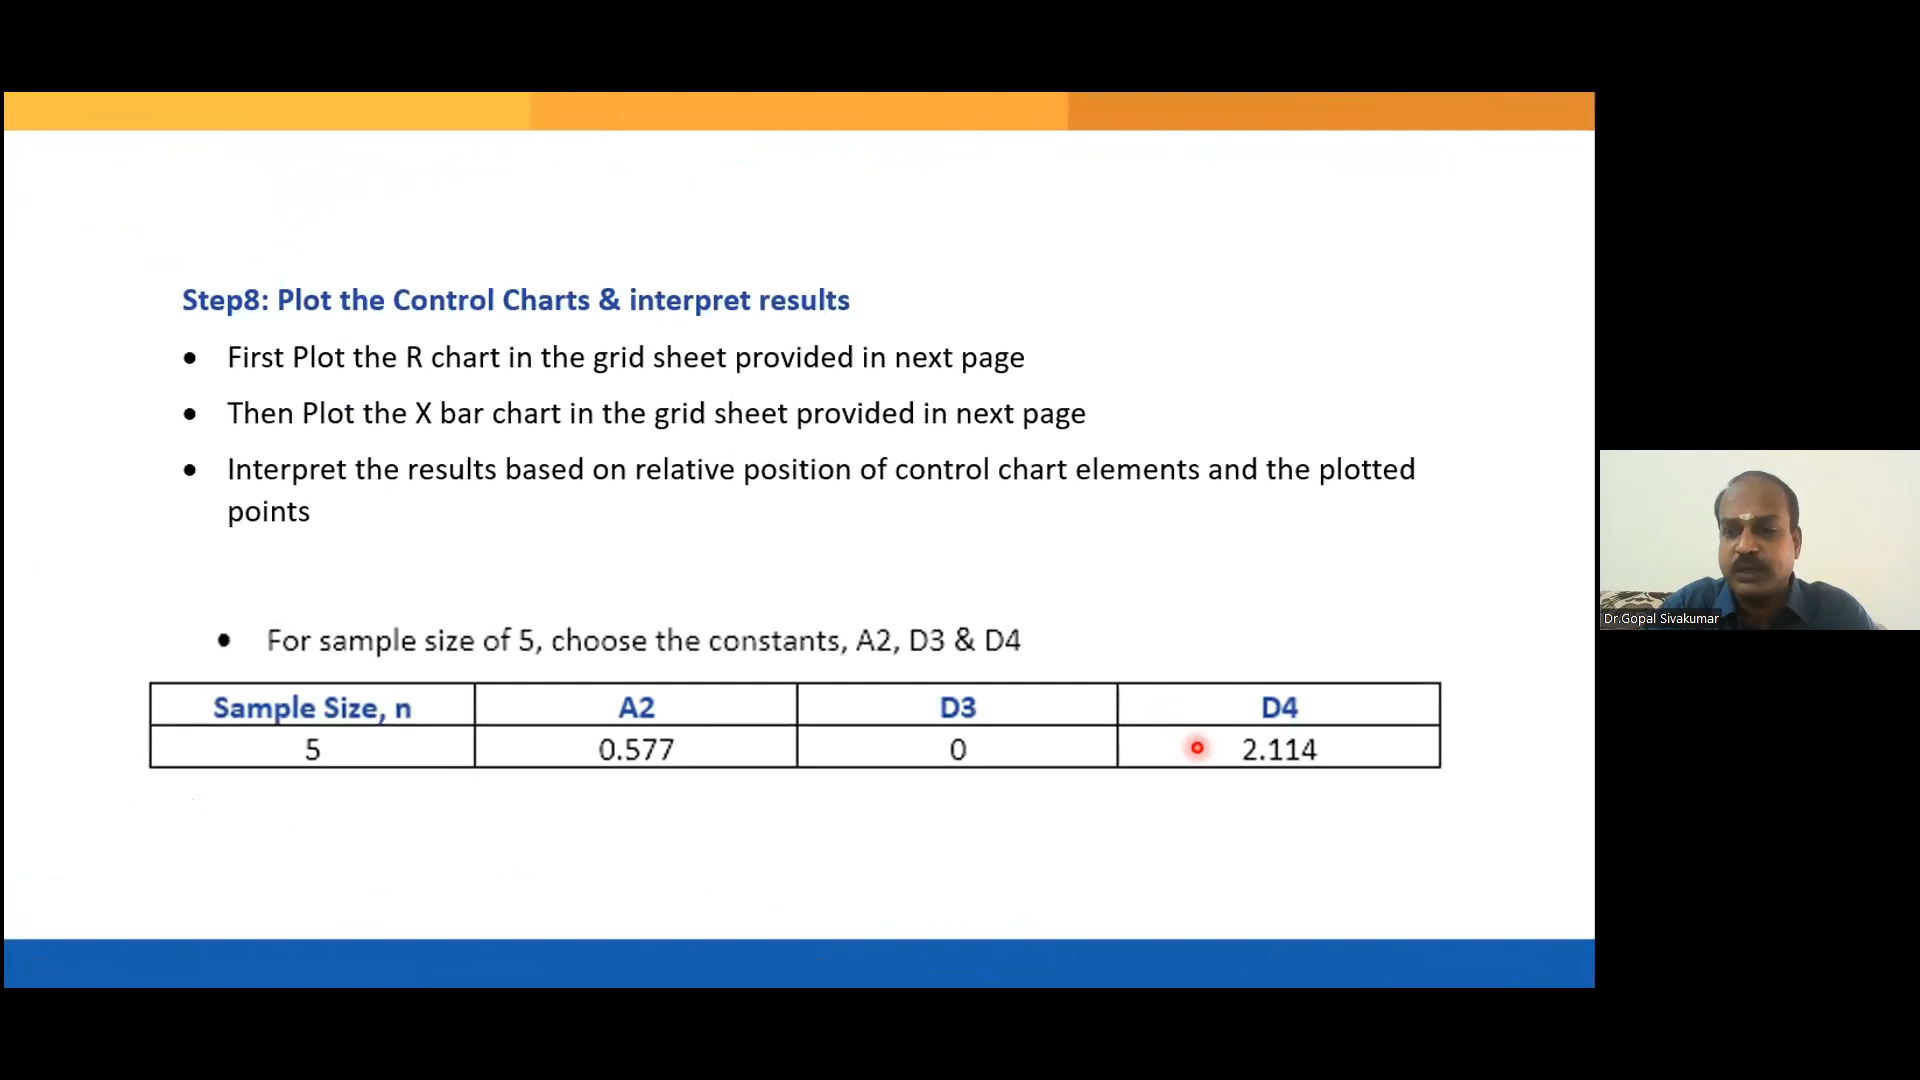 Step8: Plot the Control Charts & interpret results
• First Plot the R chart in the grid sheet provided in next page
• Then Plot the X bar chart in the grid sheet provided in next page
• Interpret the results based on relative position of control chart elements and the plotted
points
• For sample size of 5, choose the constants, A2, D3 & D4
Sample Size, n A2 D3 D4
5 0.577 0 2.114
Dr.Gopal Sivakumar